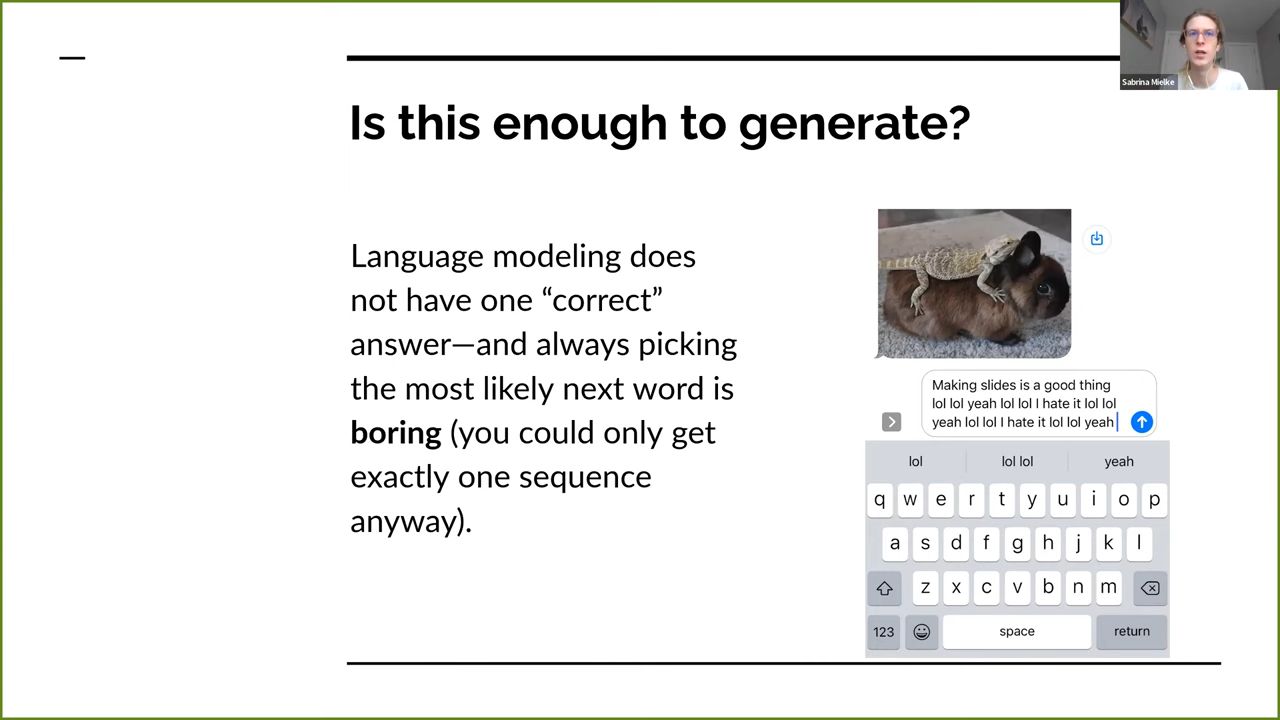 Sabrina Mielke
Is this enough to generate?
Language modeling does
not have one “correct”
answer—and always picking
the most likely next word is
boring (you could only get
exactly one sequence
anyway).
Making slides is a good thing
lol lol yeah lol lol I hate it lol lol
yeah lol lol I hate it lol lol yeah
lol lol lol yeah
q w e r t y u i o p
a s d f g h j k l
z x c v b n m
123 space return